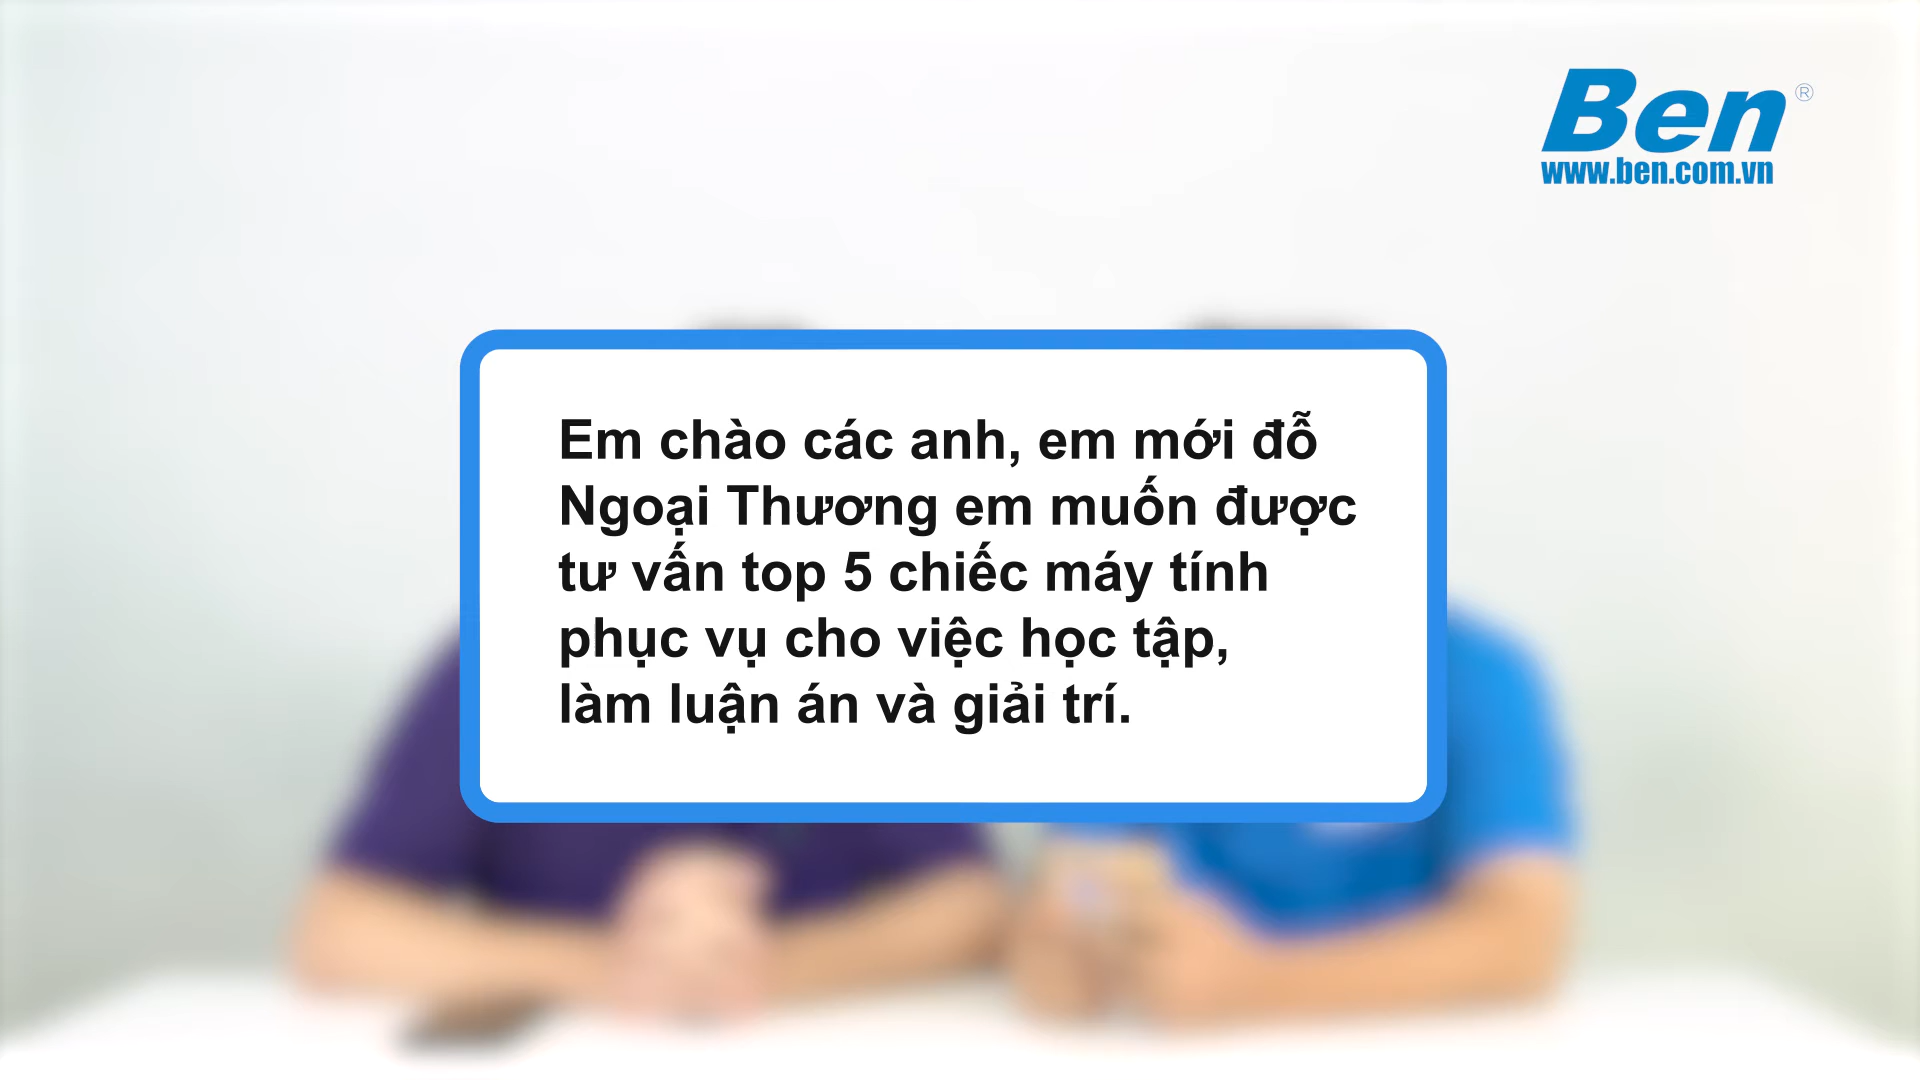 Ben ®
www.ben.com.vn
Em chào các anh, em mới đỗ
Ngoại Thương em muốn được
tư vấn top 5 chiếc máy tính
phục vụ cho việc học tập,
làm luận án và giải trí.